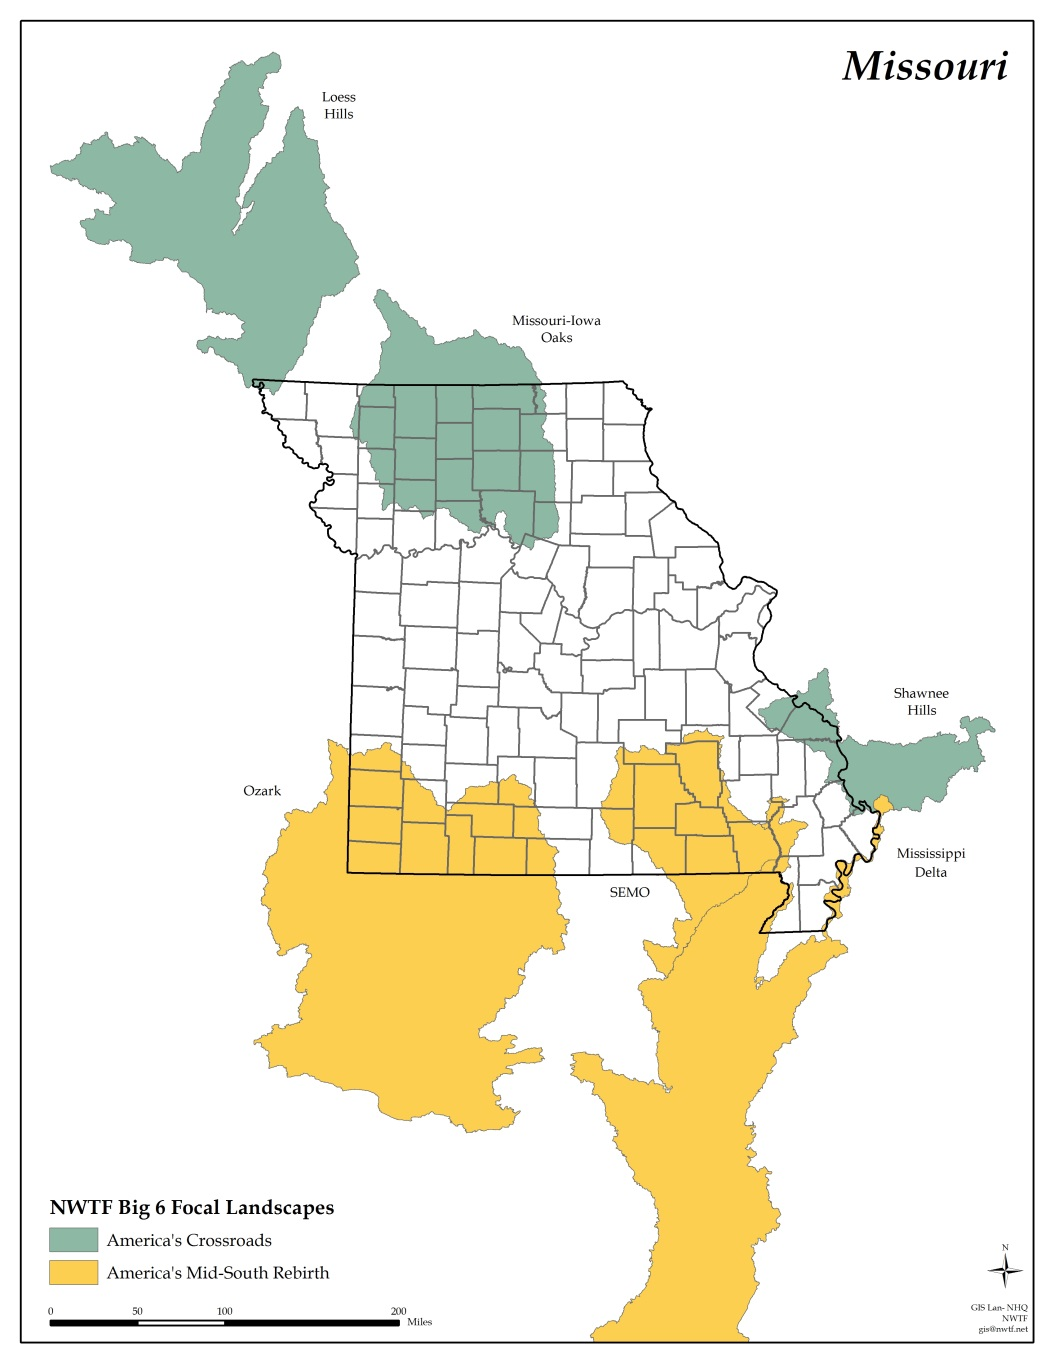 Missouri
Loess
Hills
Missouri-Iowa
Oaks
Shawnee
Hills
Ozark
Mississippi
Delta
SEMO
NWTF Big 6 Focal Landscapes
America's Crossroads
America's Mid-South Rebirth
0 50 100 200
Miles
N
GIS Lan- NHQ
NWTF
gis@nwtf.net